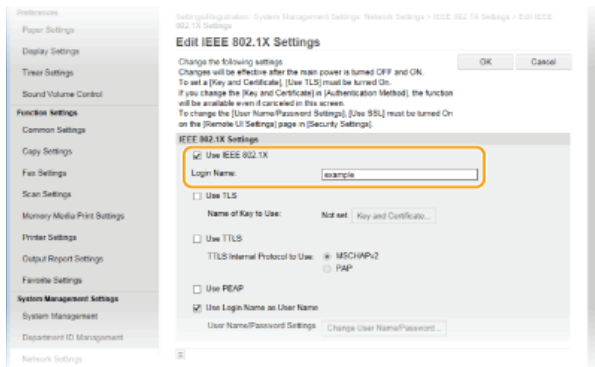 Preferences
Paper Settings
Display Settings
Timer Settings
Sound Volume Control
Function Settings
Common Settings
Copy Settings
Fax Settings
Scan Settings
Memory Media Print Settings
Printer Settings
Output Report Settings
Favorite Settings
System Management Settings
System Management
Department ID Management
Network Settings
Settings/Registration: System Management Settings: Network Settings > IEEE 802.1X Settings > Edit IEEE
802.1X Settings
Edit IEEE 802.1X Settings
Change the following settings
Changes will be effective after the main power is turned OFF and ON.
To set a [Key and Certificate], [Use TLS] must be turned on.
If you change the [Key and Certificate] in [Authentication Method], the function
will be available even if canceled in this screen.
To change the [User Name/Password Settings], [Use SSL] must be turned On
on the [Remote UI Settings] page in [Security Settings].
OK
Cancel
IEEE 802.1X Settings
Use IEEE 802.1X
Login Name:
example
Use TLS
Name of Key to Use:
Not set
Key and Certificate...
Use TTLS
TTLS Internal Protocol to Use:
MSCHAPv2
PAP
Use PEAP
Use Login Name as User Name
User Name/Password Settings
Change User Name/Password...